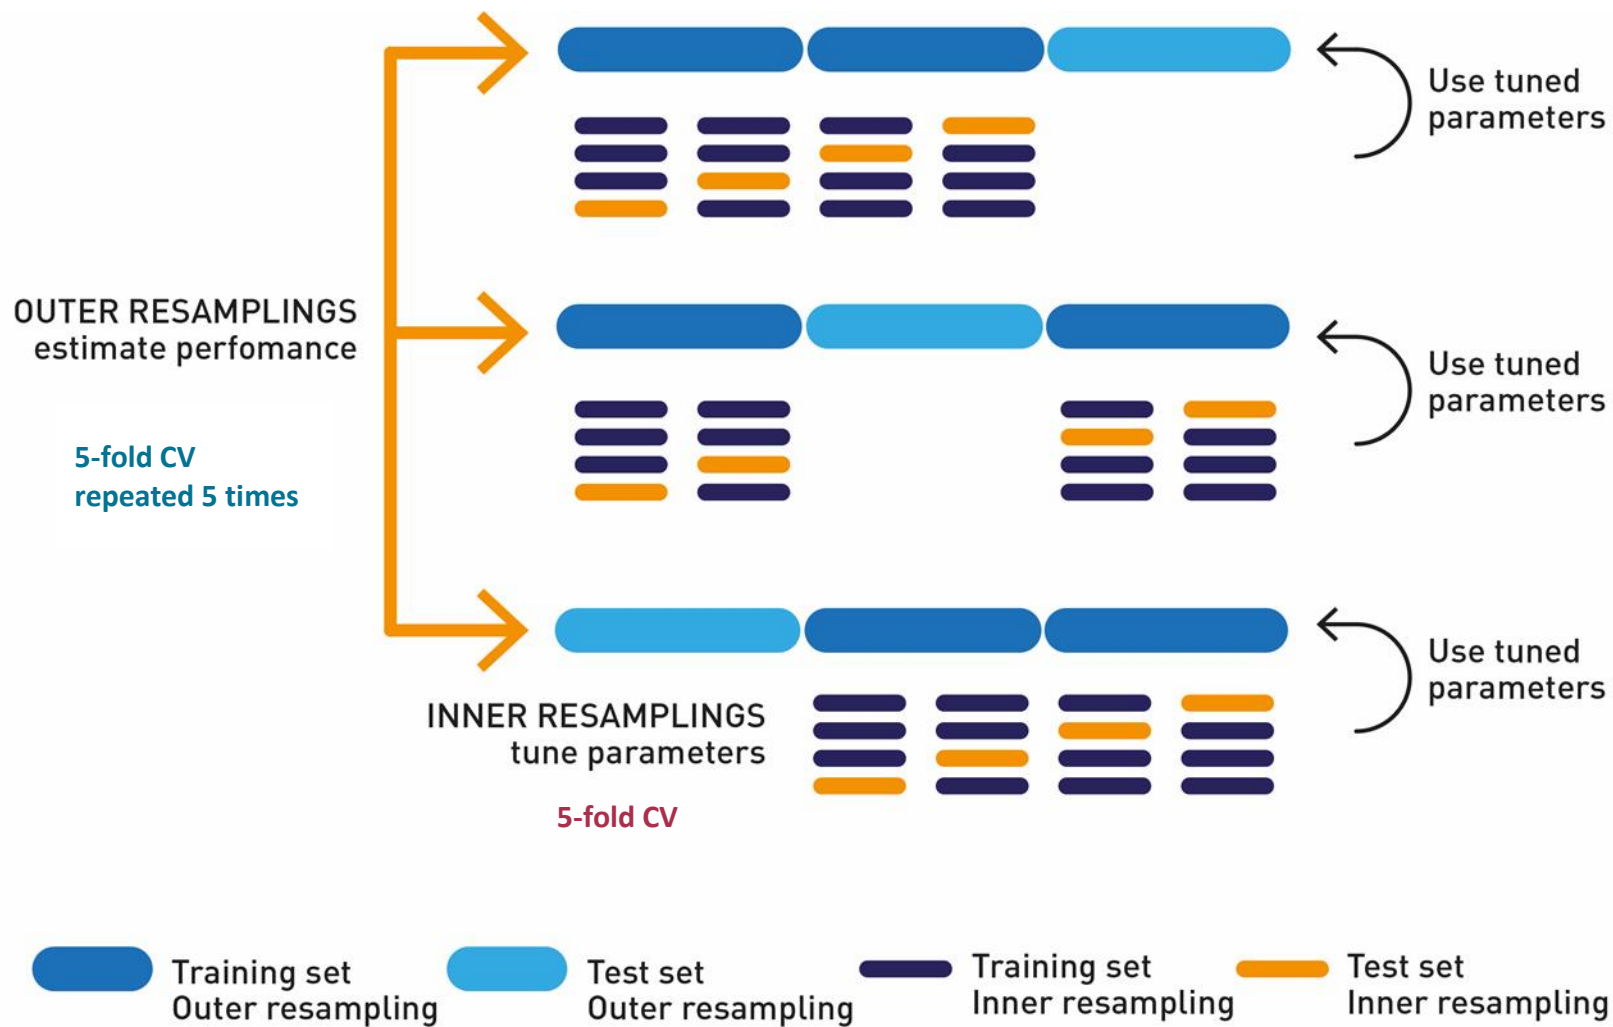 Use tuned
parameters
OUTER RESAMPLINGS
estimate perfomance
5-fold CV
repeated 5 times
Use tuned
parameters
INNER RESAMPLINGS
tune parameters
5-fold CV
Use tuned
parameters
Training set
Outer resampling
Test set
Outer resampling
Training set
Inner resampling
Test set
Inner resampling